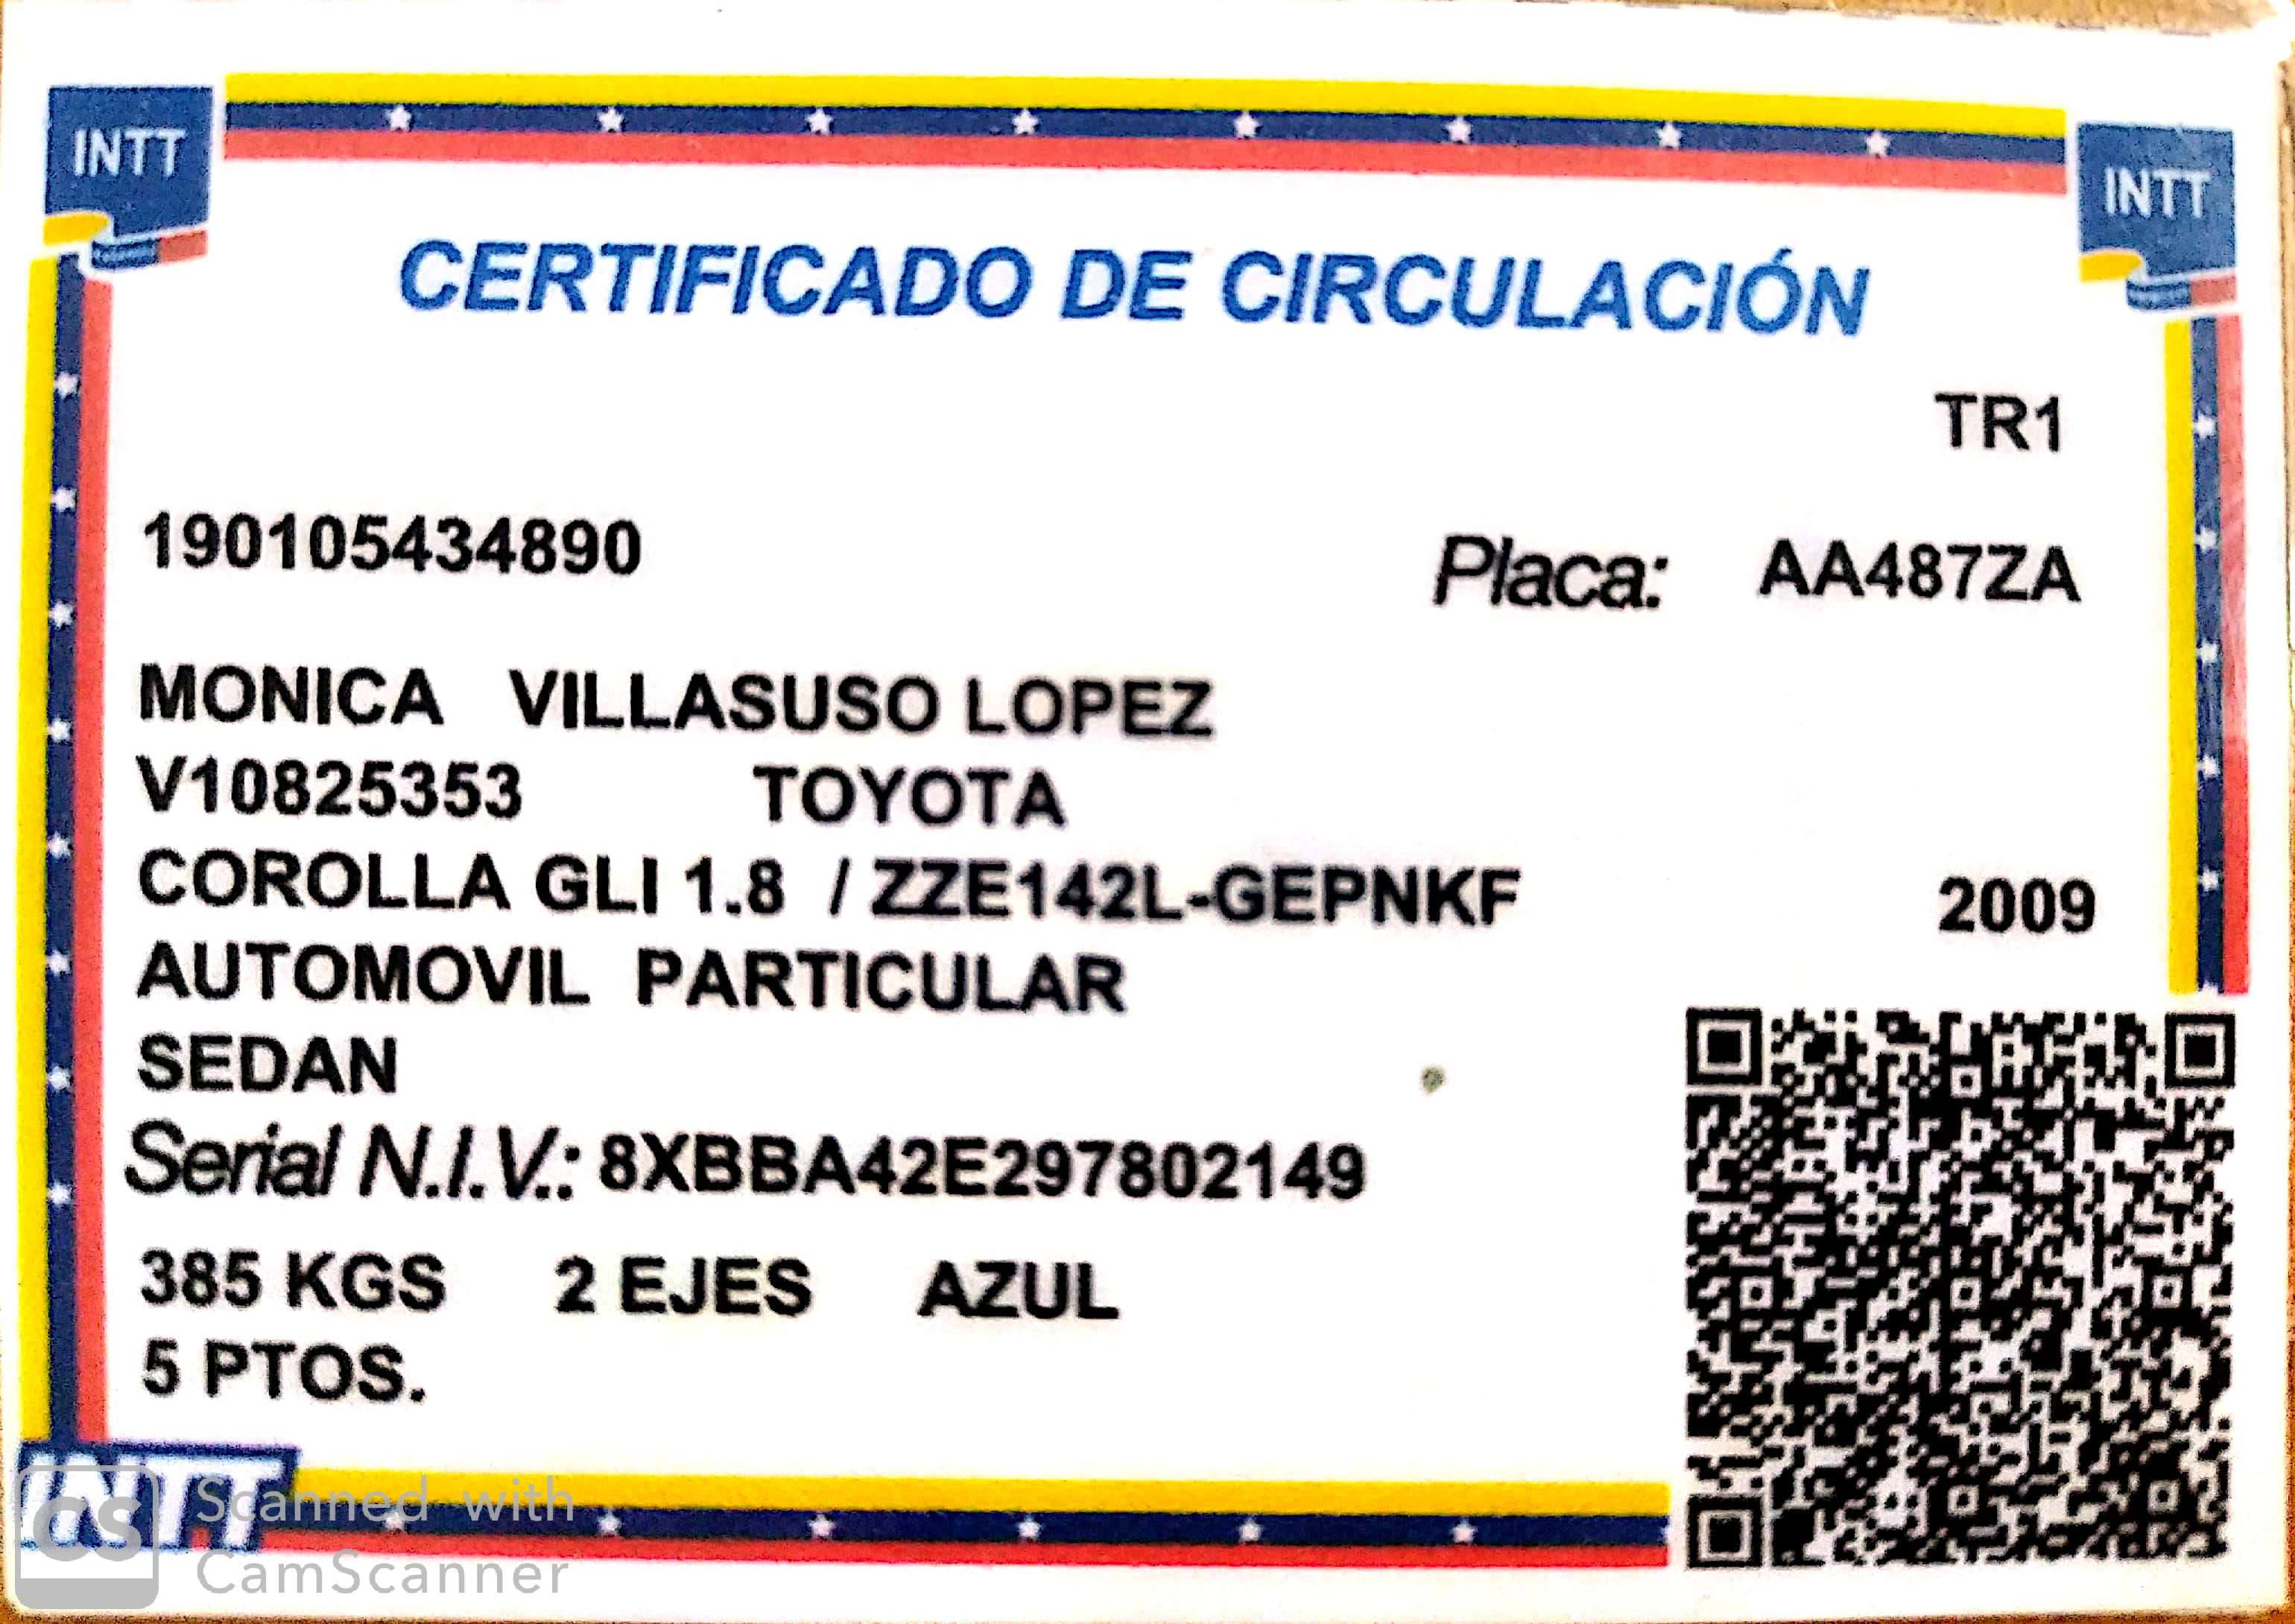 INTT
INTT
CERTIFICADO DE CIRCULACIÓN
TR1
190105434890 Placa: AA487ZA
MONICA VILLASUSO LOPEZ
V10825353 TOYOTA
COROLLA GLI 1.8 / ZZE142L-GEPNKF 2009
AUTOMOVIL PARTICULAR
SEDAN
Serial N.I.V.: 8XBBA42E297802149
385 KGS 2 EJES AZUL
5 PTOS.
INTT
CS Scanned with
CamScanner